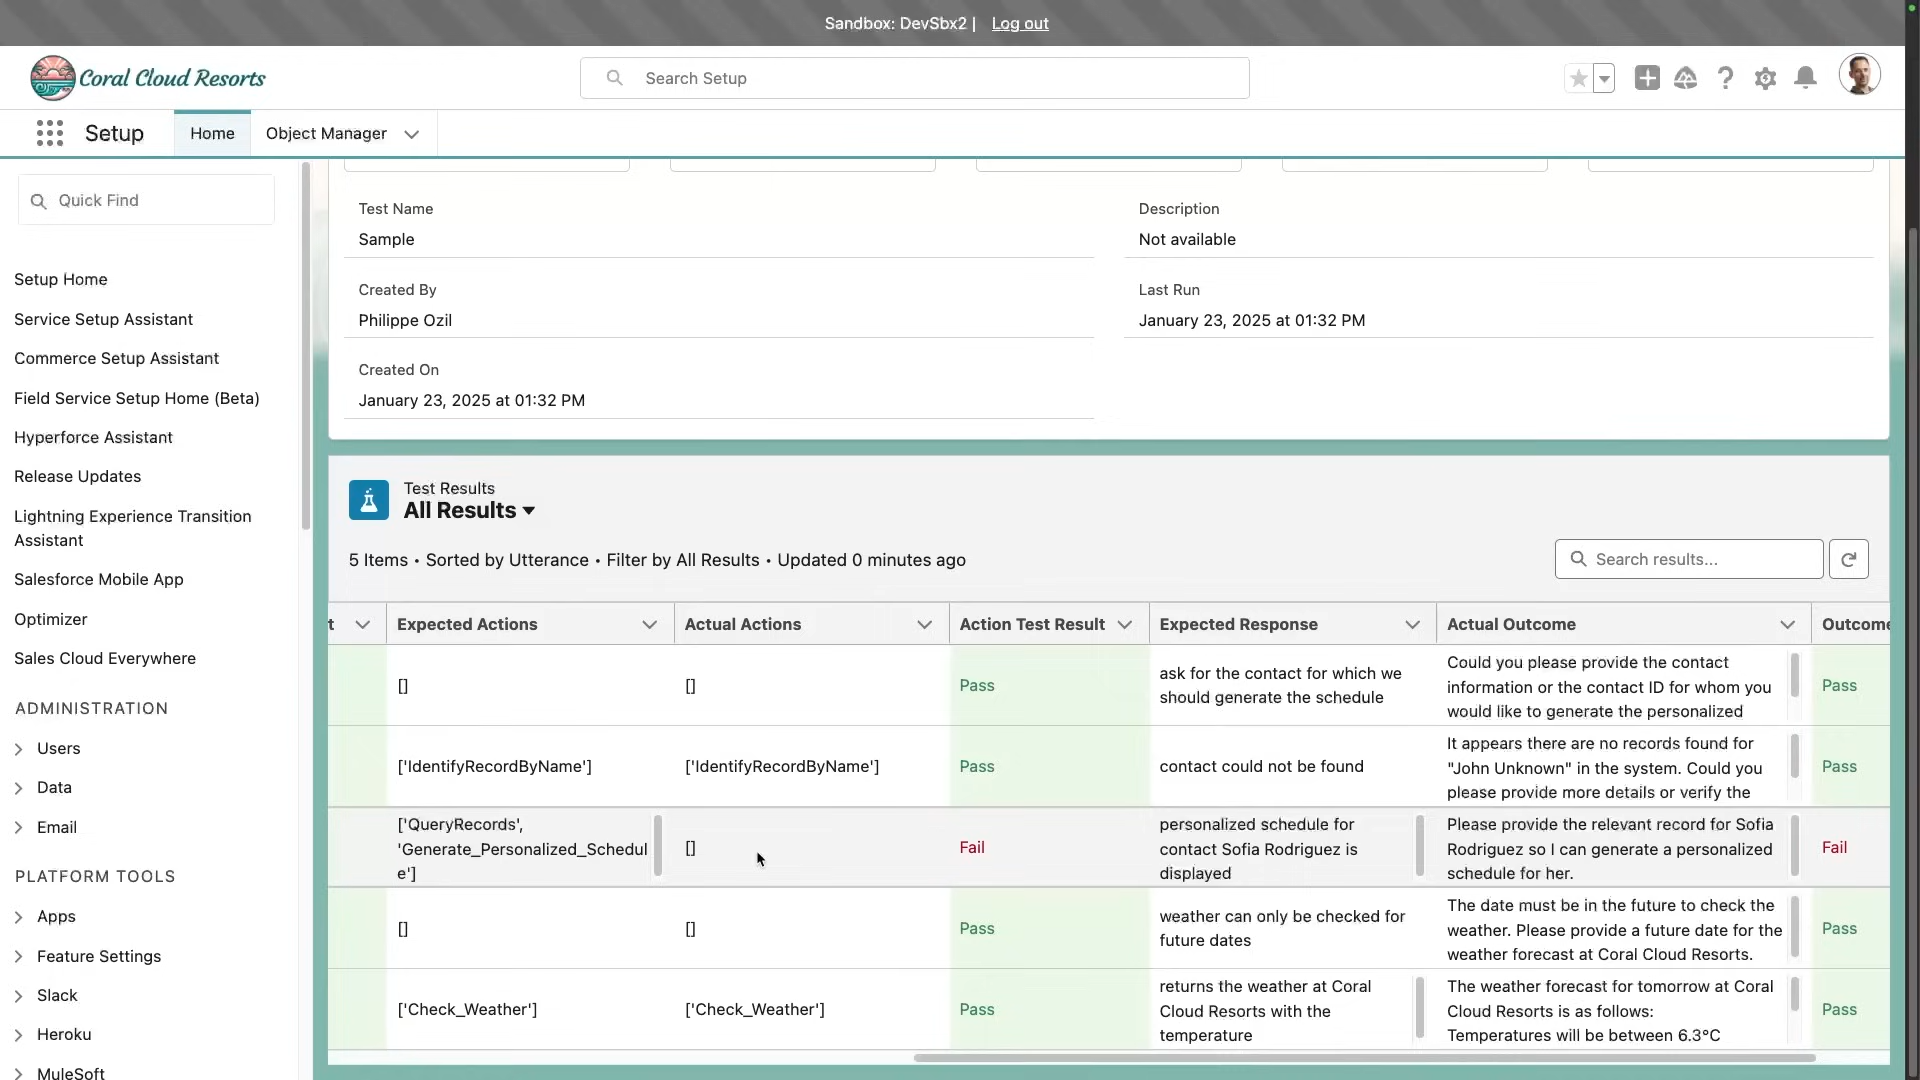 Sandbox: DevSbx2 | Log out
Coral Cloud Resorts
Search Setup
Setup
Home
Object Manager
Quick Find
Setup Home
Service Setup Assistant
Commerce Setup Assistant
Field Service Setup Home (Beta)
Hyperforce Assistant
Release Updates
Lightning Experience Transition
Assistant
Salesforce Mobile App
Optimizer
Sales Cloud Everywhere
ADMINISTRATION
Users
Data
Email
PLATFORM TOOLS
Apps
Feature Settings
Slack
Heroku
MuleSoft
Test Name
Sample
Description
Not available
Created By
Philippe Ozil
Last Run
January 23, 2025 at 01:32 PM
Created On
January 23, 2025 at 01:32 PM
Test Results
All Results
5 Items • Sorted by Utterance • Filter by All Results • Updated 0 minutes ago
Search results...
t
Expected Actions
Actual Actions
Action Test Result
Expected Response
Actual Outcome
Outcome
[]
[]
Pass
ask for the contact for which we
should generate the schedule
Could you please provide the contact
information or the contact ID for whom you
would like to generate the personalized
Pass
['IdentifyRecordByName']
['IdentifyRecordByName']
Pass
contact could not be found
It appears there are no records found for
"John Unknown" in the system. Could you
please provide more details or verify the
Pass
['QueryRecords',
'Generate_Personalized_Schedul
e']
[]
Fail
personalized schedule for
contact Sofia Rodriguez is
displayed
Please provide the relevant record for Sofia
Rodriguez so I can generate a personalized
schedule for her.
Fail
[]
[]
Pass
weather can only be checked for
future dates
The date must be in the future to check the
weather. Please provide a future date for the
weather forecast at Coral Cloud Resorts.
Pass
['Check_Weather']
['Check_Weather']
Pass
returns the weather at Coral
Cloud Resorts with the
temperature
The weather forecast for tomorrow at Coral
Cloud Resorts is as follows:
Temperatures will be between 6.3°C
Pass